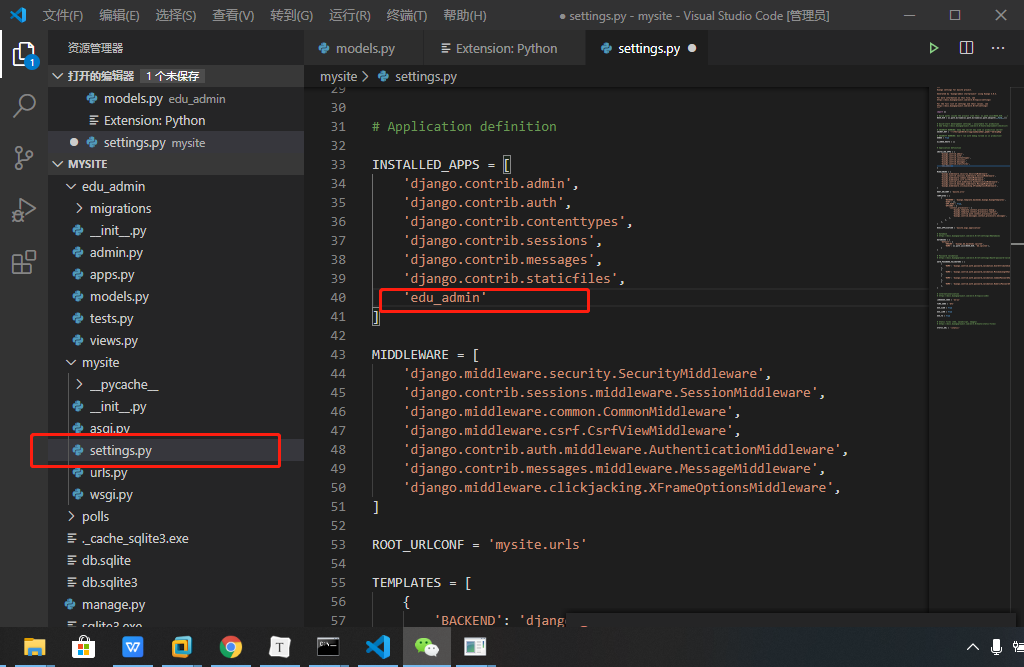 文件(F) 编辑(E) 选择(S) 查看(V) 转到(G) 运行(R) 终端(T) 帮助(H) ● settings.py - mysite - Visual Studio Code [管理员]
资源管理器
models.py
Extension: Python
settings.py ●
打开的编辑器 1 个未保存
models.py edu_admin
Extension: Python
● settings.py mysite
MYSITE
edu_admin
migrations
__init__.py
admin.py
apps.py
models.py
tests.py
views.py
mysite
__pycache__
__init__.py
asgi.py
settings.py
urls.py
wsgi.py
polls
._cache_sqlite3.exe
db.sqlite
db.sqlite3
manage.py
sqlite3.exe
1
mysite > settings.py
29
30
31 # Application definition
32
33 INSTALLED_APPS = [
34 'django.contrib.admin',
35 'django.contrib.auth',
36 'django.contrib.contenttypes',
37 'django.contrib.sessions',
38 'django.contrib.messages',
39 'django.contrib.staticfiles',
40 'edu_admin'
41 ]
42
43 MIDDLEWARE = [
44 'django.middleware.security.SecurityMiddleware',
45 'django.contrib.sessions.middleware.SessionMiddleware',
46 'django.middleware.common.CommonMiddleware',
47 'django.middleware.csrf.CsrfViewMiddleware',
48 'django.contrib.auth.middleware.AuthenticationMiddleware',
49 'django.contrib.messages.middleware.MessageMiddleware',
50 'django.middleware.clickjacking.XFrameOptionsMiddleware',
51 ]
52
53 ROOT_URLCONF = 'mysite.urls'
54
55 TEMPLATES = [
56 {
57 'BACKEND': 'django